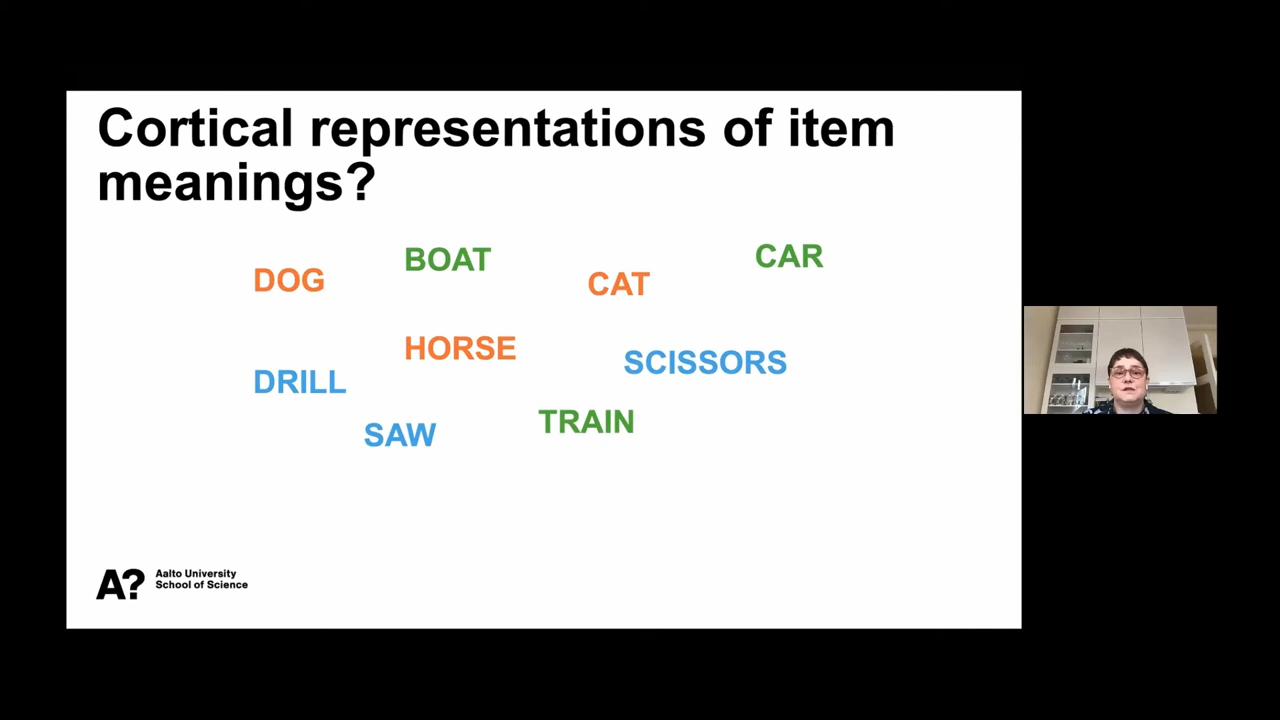 Cortical representations of item
meanings?
BOAT
CAR
DOG
CAT
HORSE
SCISSORS
DRILL
TRAIN
SAW
A?
Aalto University
School of Science